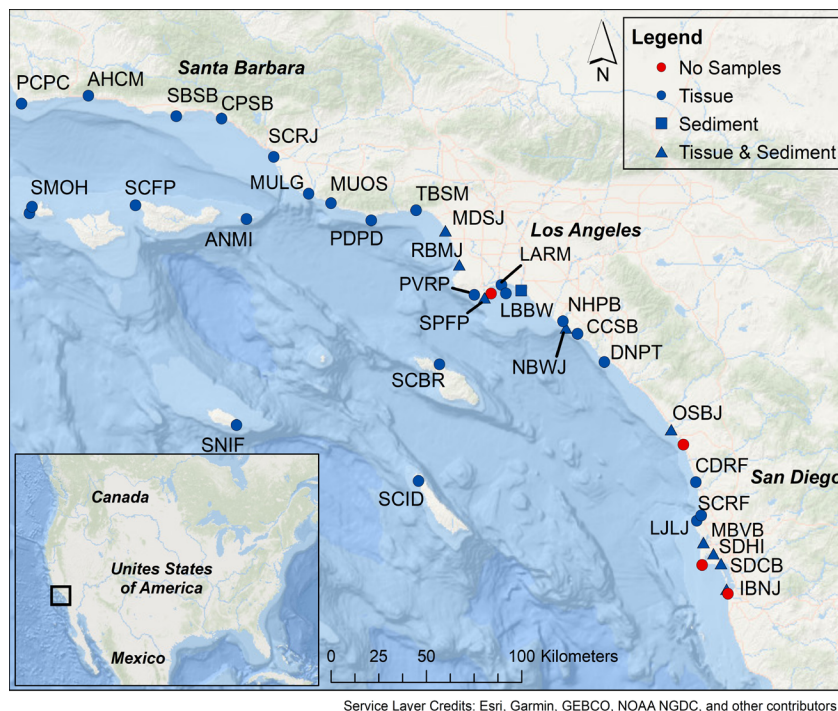 Santa Barbara
N
Legend
No Samples
Tissue
Sediment
Tissue & Sediment
PCPC
AHCM
SBSB
CPSB
SCRJ
SMOH
SCFP
MULG
MUOS
ANMI
PDPD
TBSM
MDSJ
Los Angeles
RBMJ
LARM
PVRP
SPFP
LBBW
NHPB
CCSB
NBWJ
DNPT
SCBR
SNIF
OSBJ
SCID
CDRF
San Diego
SCRF
LJLJ
MBVB
SDHI
SDCB
IBNJ
Canada
Unites States
of America
Mexico
0 25 50 100 Kilometers
Service Layer Credits: Esri, Garmin, GEBCO, NOAA NGDC, and other contributors